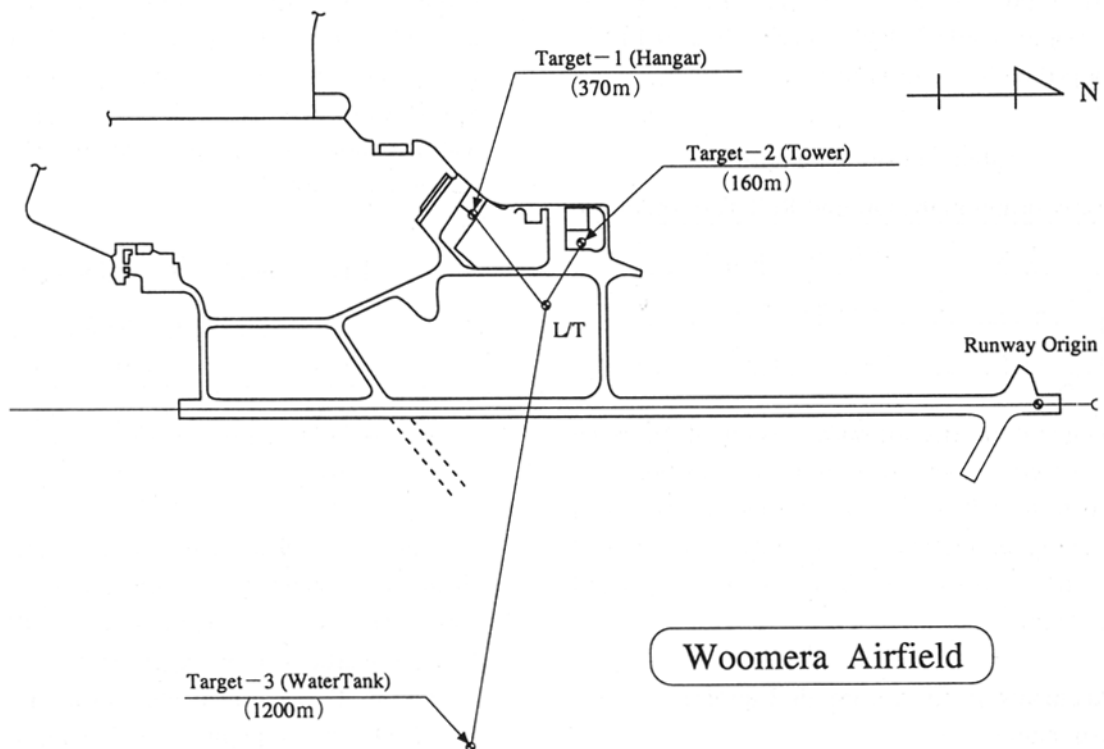 Target-1 (Hangar)
(370m)
N
Target-2 (Tower)
(160m)
L/T
Runway Origin
Target-3 (WaterTank)
(1200m)
Woomera Airfield